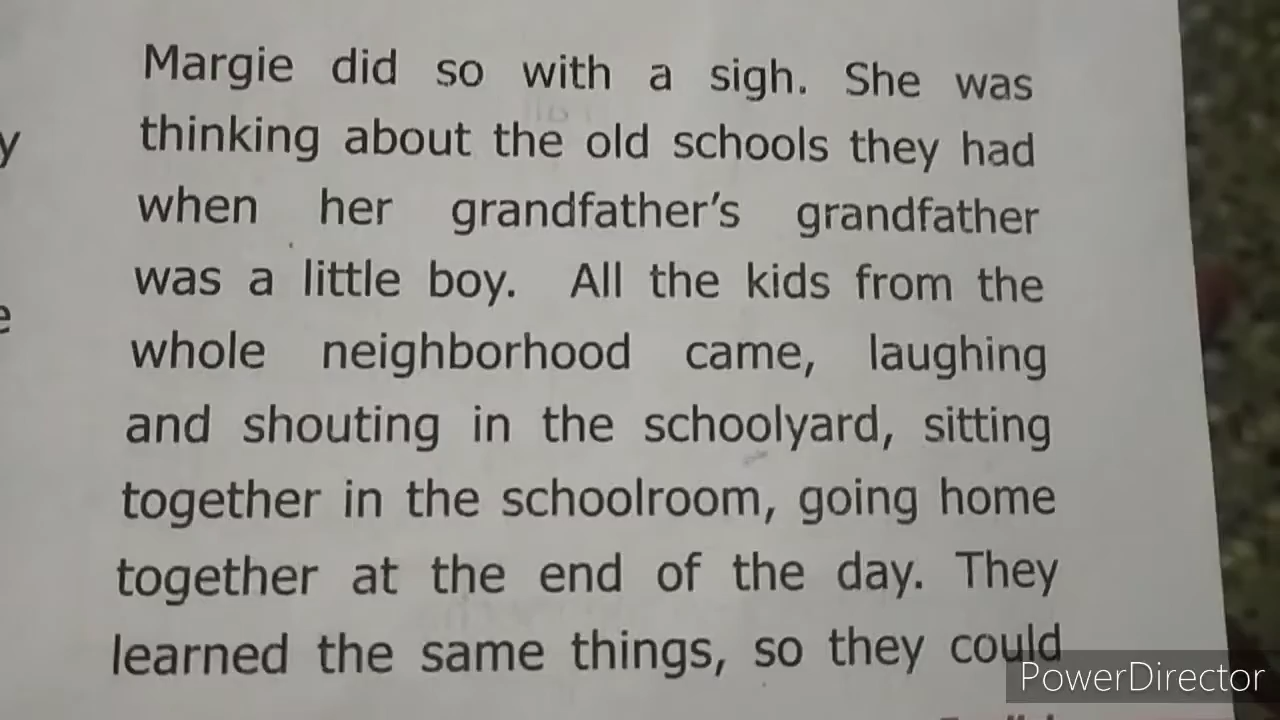 Margie did so with a sigh. She was
thinking about the old schools they had
when her grandfather's grandfather
was a little boy. All the kids from the
whole neighborhood came, laughing
and shouting in the schoolyard, sitting
together in the schoolroom, going home
together at the end of the day. They
learned the same things, so they could
PowerDirector